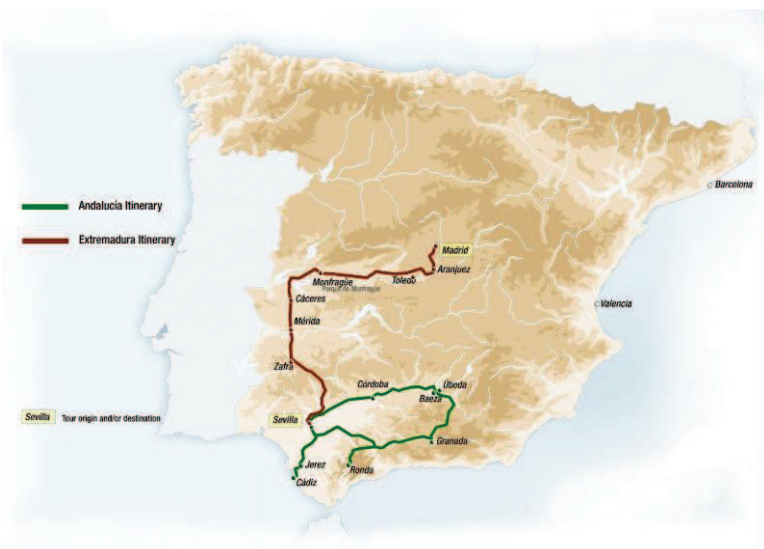 Barcelona
Andalucia Itinerary
Extremadura Itinerary
Madrid
Aranjuez
Monfragüe
Toledo
Parque de Monfragüe
Cáceres
Valencia
Mérida
Zafra
Córdoba
Úbeda
Baeza
Sevilla
Tour origin and/or destination
Sevilla
Granada
Jerez
Ronda
Cádiz